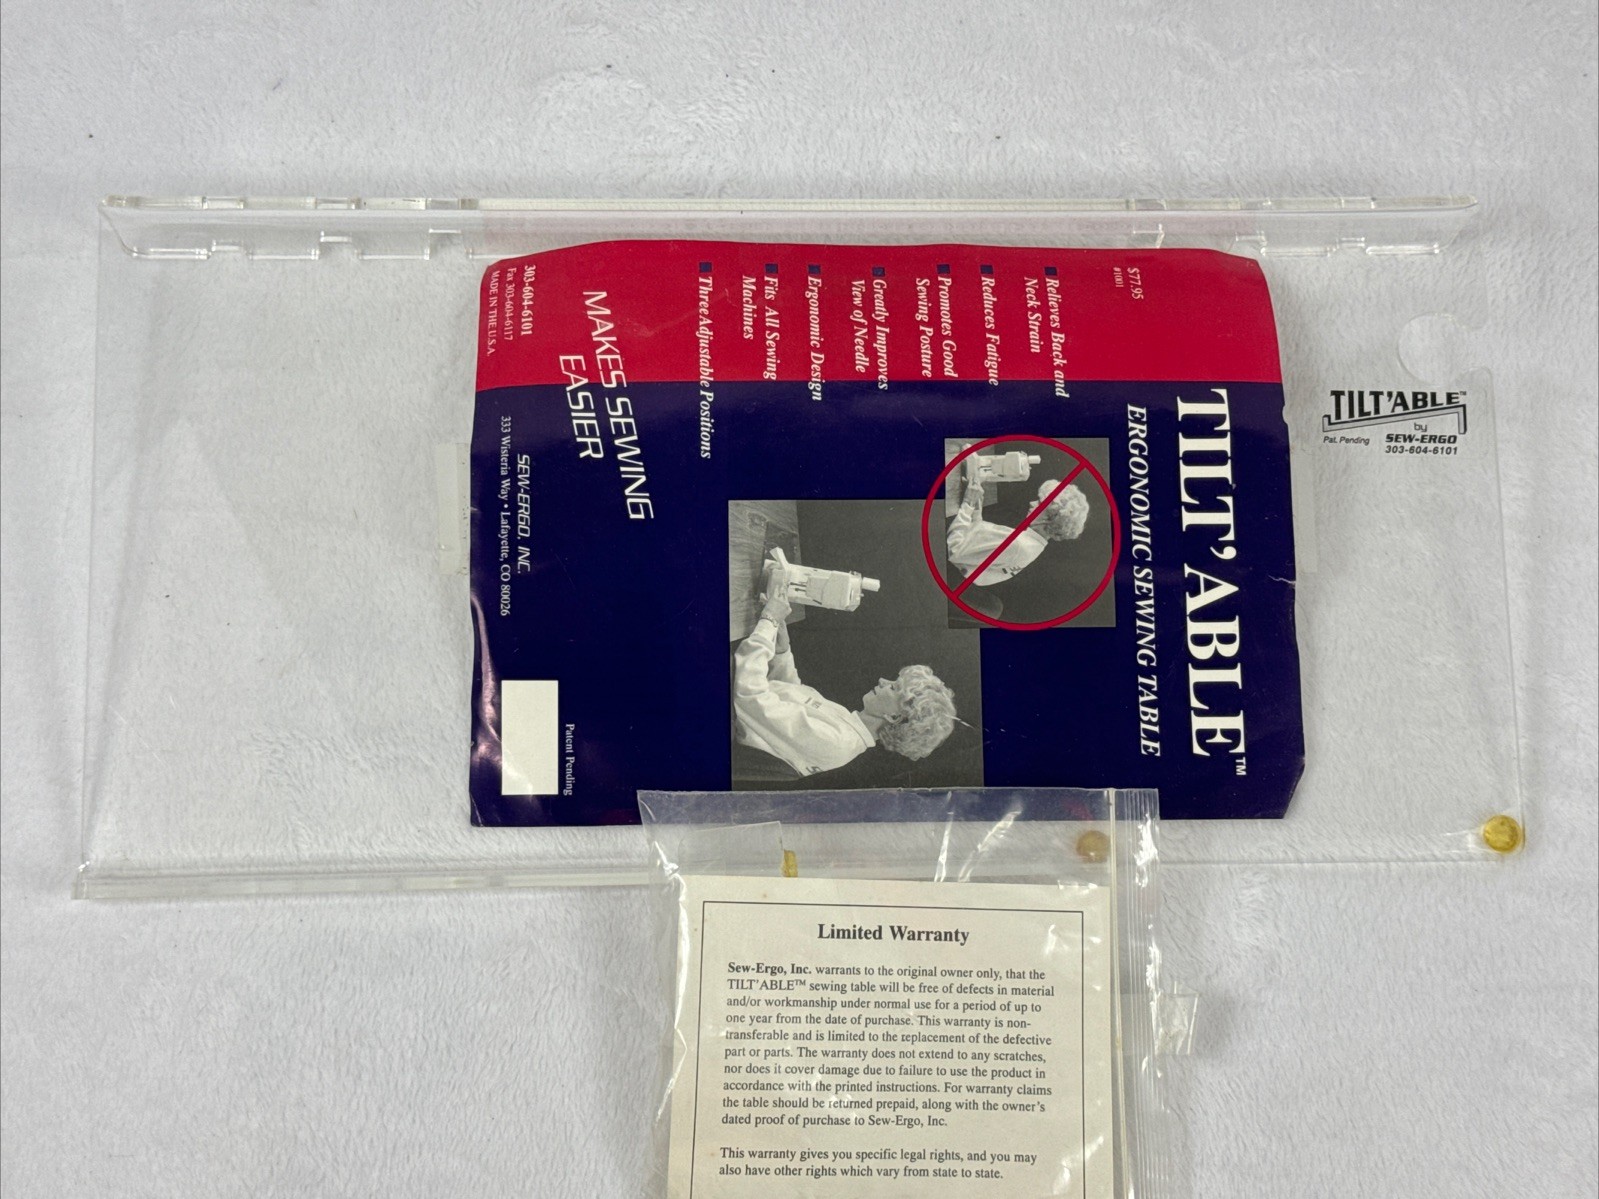 TILT'ABLE™
ERGONOMIC SEWING TABLE
$77.95
#1001
■ Relieves Back and
Neck Strain
■ Reduces Fatigue
■ Promotes Good
Sewing Posture
■ Greatly Improves
View of Needle
■ Ergonomic Design
■ Fits All Sewing
Machines
■ Three Adjustable Positions
MAKES SEWING
EASIER
303-604-6101
Fax 303-604-6117
MADE IN THE U.S.A.
SEW-ERGO, INC.
333 Wisteria Way • Lafayette, CO 80026
Patent Pending
TILT'ABLE™
by
Pat. Pending SEW-ERGO
303-604-6101
Limited Warranty
Sew-Ergo, Inc. warrants to the original owner only, that the
TILT'ABLE™ sewing table will be free of defects in material
and/or workmanship under normal use for a period of up to
one year from the date of purchase. This warranty is non-
transferable and is limited to the replacement of the defective
part or parts. The warranty does not extend to any scratches,
nor does it cover damage due to failure to use the product in
accordance with the printed instructions. For warranty claims
the table should be returned prepaid, along with the owner's
dated proof of purchase to Sew-Ergo, Inc.
This warranty gives you specific legal rights, and you may
also have other rights which vary from state to state.